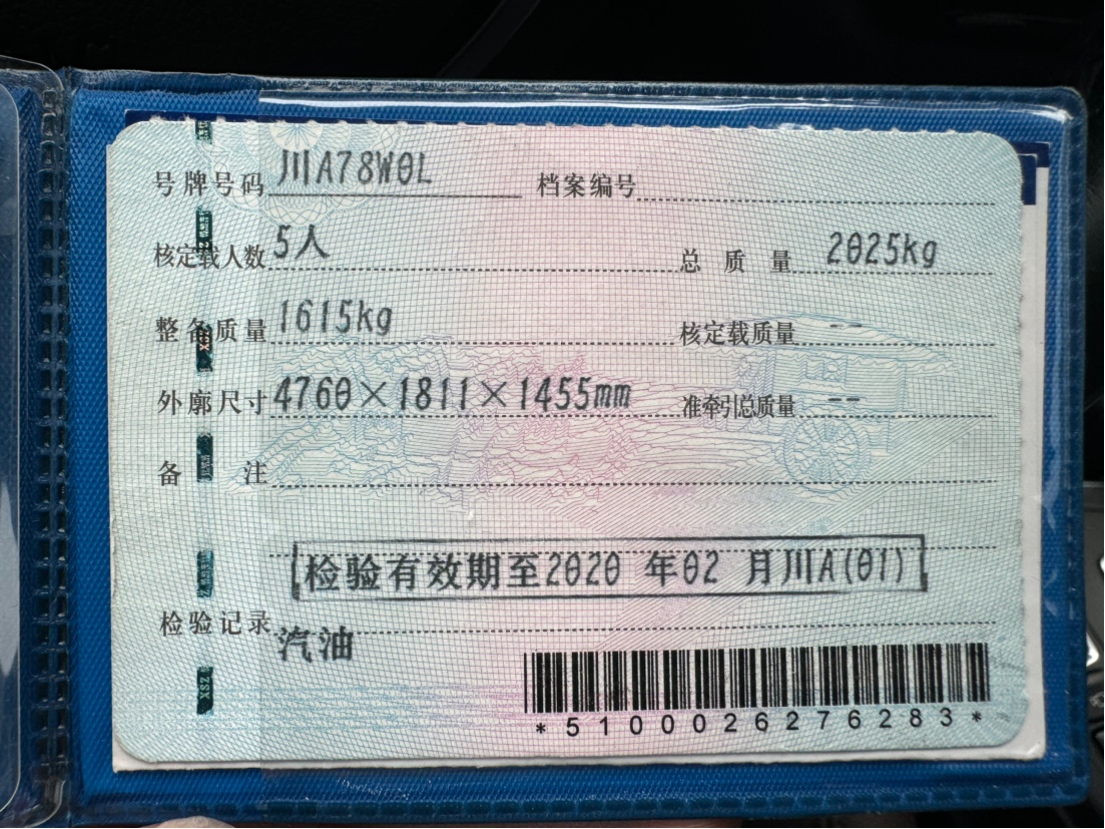 号牌号码 川A78W0L 档案编号
核定载人数 5人 总质量 2025kg
整备质量 1615kg 核定载质量 --
外廓尺寸 4760×1811×1455mm 准牵引总质量 --
备注
检验有效期至2020 年02 月川A(01)
检验记录
汽油
*5100026276283*
XSZ